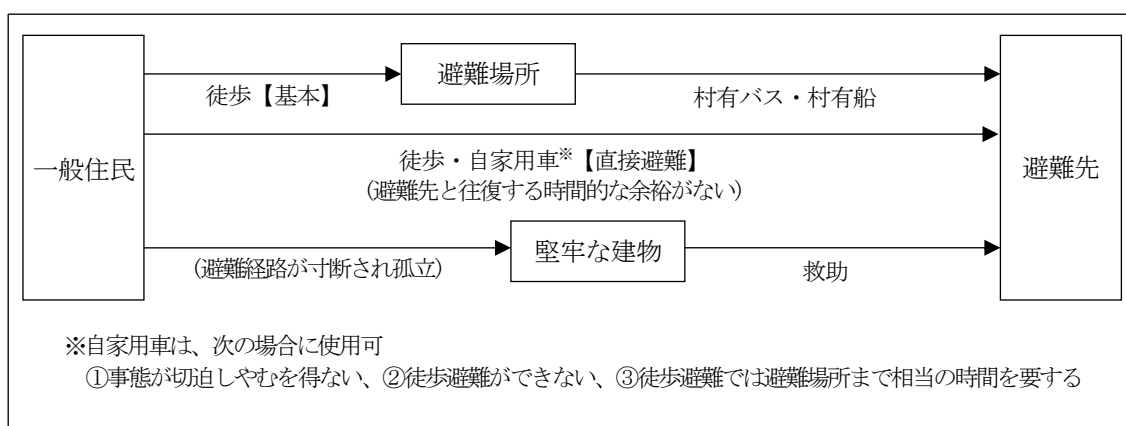 一般住民
徒歩【基本】
避難場所
村有バス・村有船
徒歩・自家用車※【直接避難】
(避難先と往復する時間的な余裕がない)
(避難経路が寸断され孤立)
堅牢な建物
救助
避難先
※自家用車は、次の場合に使用可
①事態が切迫しやむを得ない、②徒歩避難ができない、③徒歩避難では避難場所まで相当の時間を要する